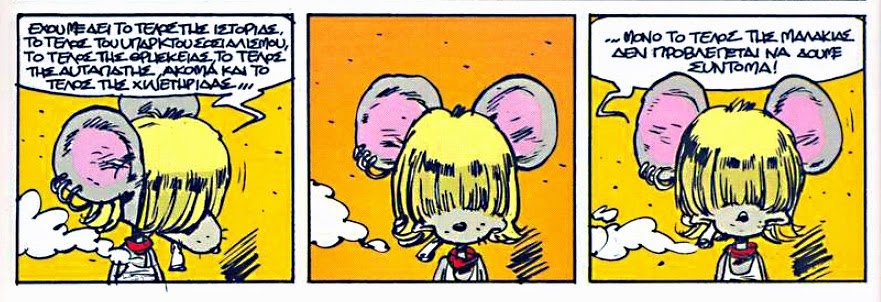 ΕΧΟΥΜΕ ΔΕΙ ΤΟ ΤΕΛΟΣ ΤΗΣ ΙΣΤΟΡΙΑΣ,
ΤΟ ΤΕΛΟΣ ΤΟΥ ΥΠΑΡΚΤΟΥ ΣΟΣΙΑΛΙΣΜΟΥ,
ΤΟ ΤΕΛΟΣ ΤΗΣ ΘΡΗΣΚΕΙΑΣ, ΤΟ ΤΕΛΟΣ
ΤΗΣ ΑΥΤΑΠΑΤΗΣ, ΑΚΟΜΑ ΚΑΙ ΤΟ
ΤΕΛΟΣ ΤΗΣ ΧΙΛΙΕΤΗΡΙΔΑΣ...
...ΜΟΝΟ ΤΟ ΤΕΛΟΣ ΤΗΣ ΜΑΛΑΚΙΑΣ
ΔΕΝ ΠΡΟΒΛΕΠΕΤΑΙ ΝΑ ΔΟΥΜΕ
ΣΥΝΤΟΜΑ!